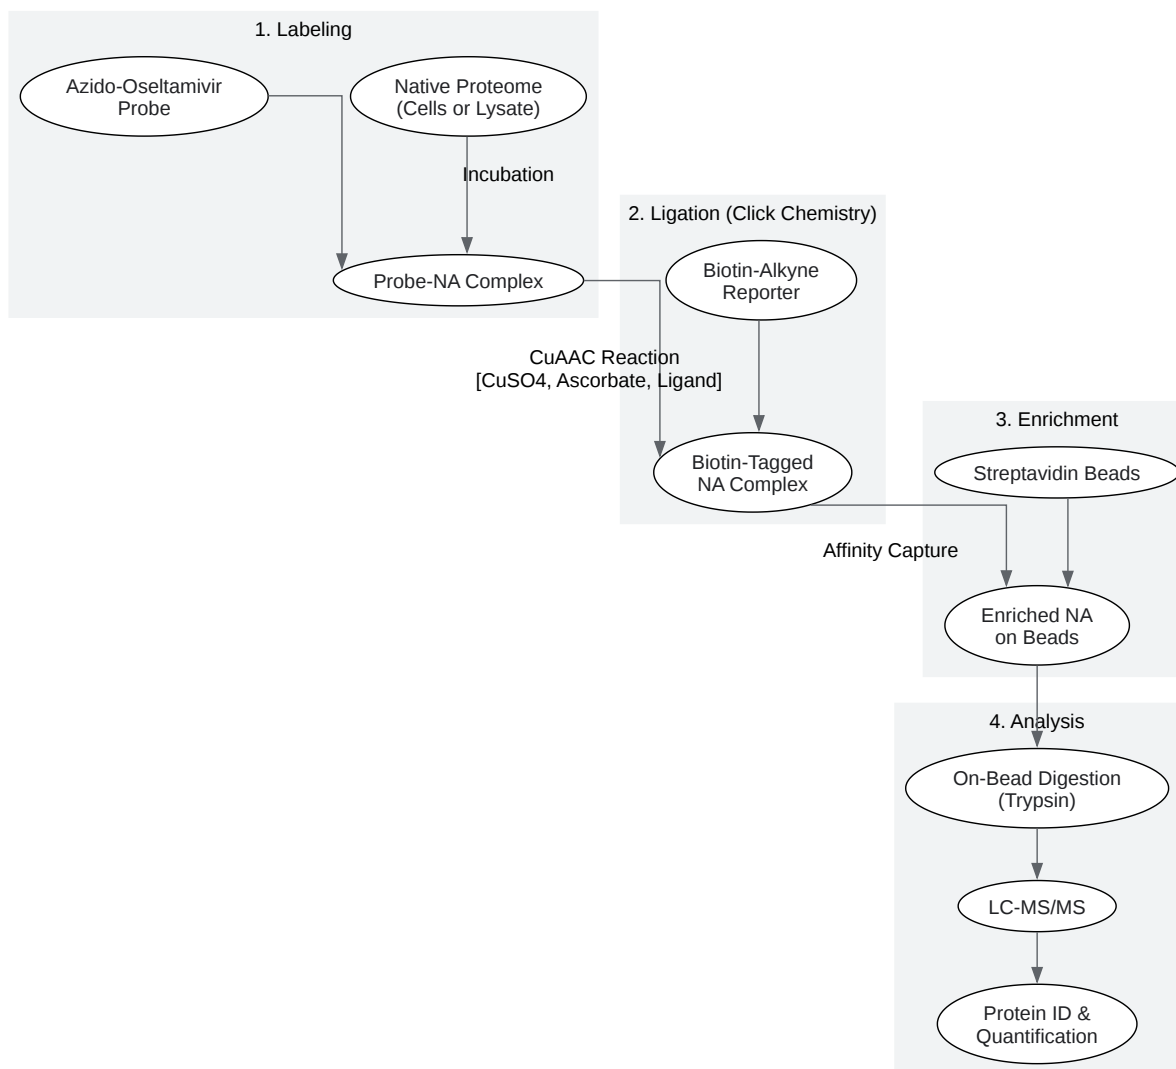 1. Labeling
Azido-Oseltamivir
Probe
Native Proteome
(Cells or Lysate)
Incubation
Probe-NA Complex
2. Ligation (Click Chemistry)
Biotin-Alkyne
Reporter
CuAAC Reaction
[CuSO4, Ascorbate, Ligand]
Biotin-Tagged
NA Complex
3. Enrichment
Streptavidin Beads
Affinity Capture
Enriched NA
on Beads
4. Analysis
On-Bead Digestion
(Trypsin)
LC-MS/MS
Protein ID &
Quantification